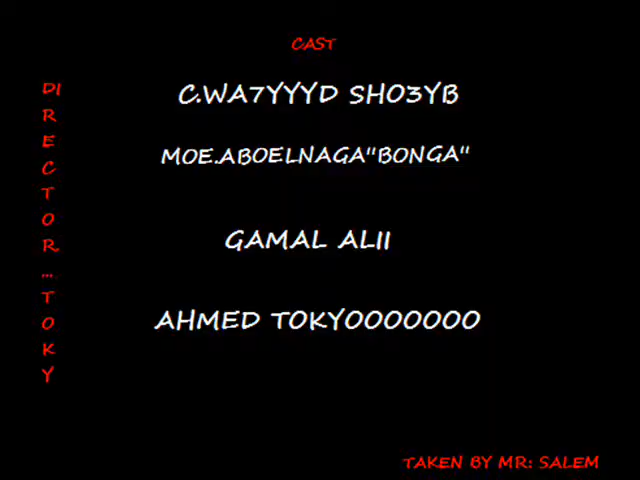 CAST
C.WA7YYYD SHO3YB
MOE.ABOELNAGA"BONGA"
GAMAL ALII
AHMED TOKYOOOOOOO
DIRECTOR...TOKY
TAKEN BY MR: SALEM